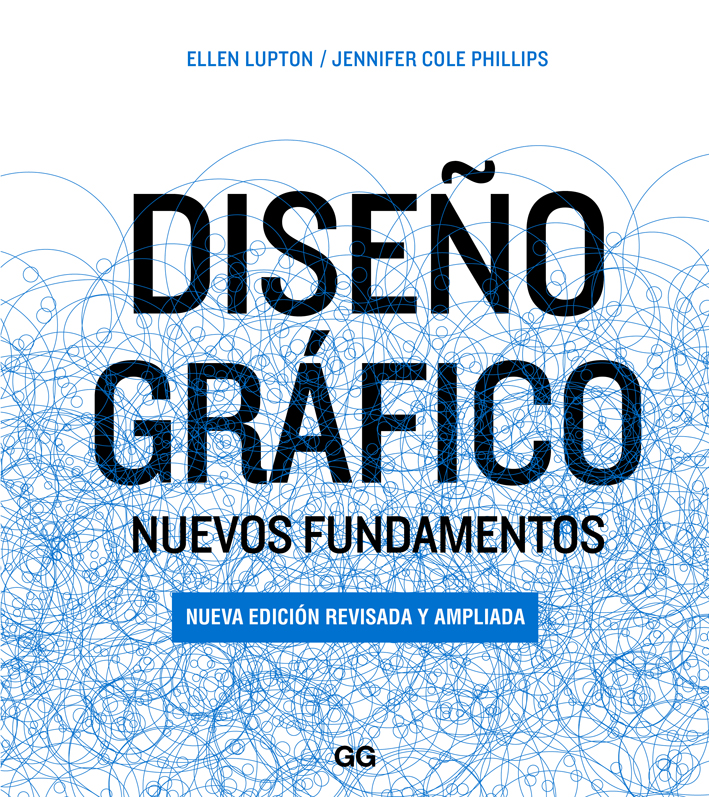 ELLEN LUPTON / JENNIFER COLE PHILLIPS
DISEÑO
GRÁFICO
NUEVOS FUNDAMENTOS
NUEVA EDICIÓN REVISADA Y AMPLIADA
GG